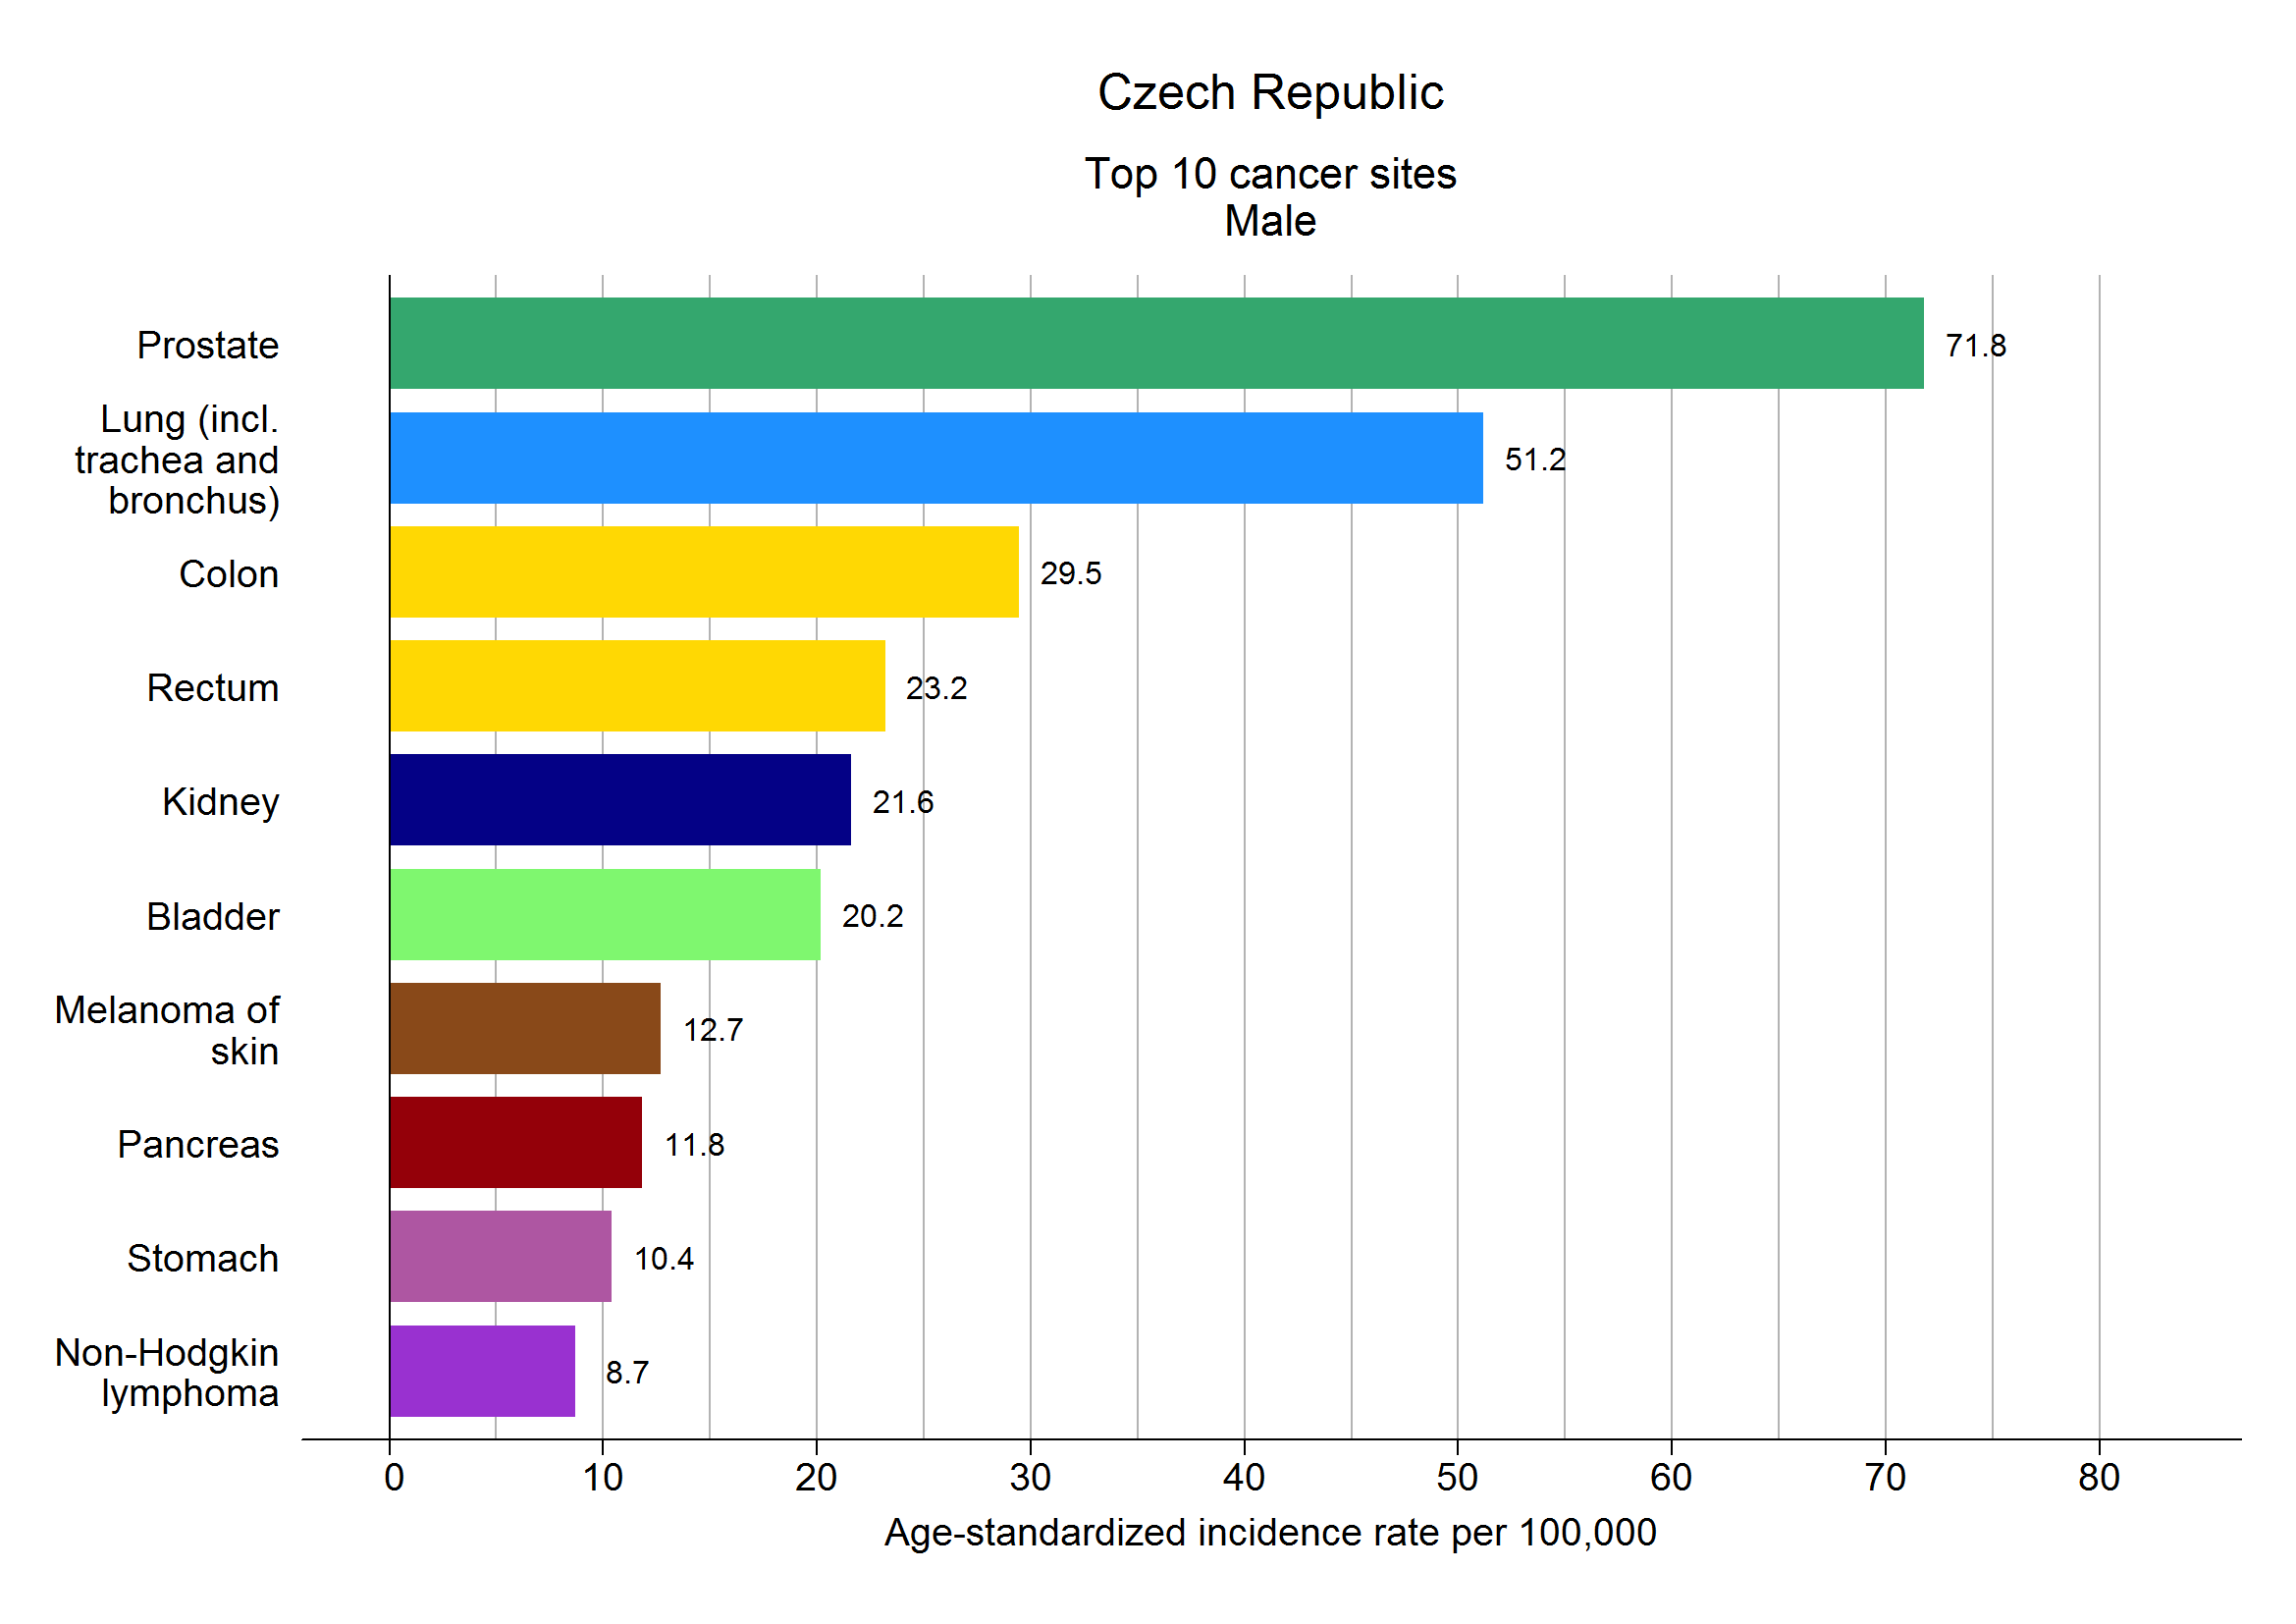 Czech Republic
Top 10 cancer sites
Male
Prostate
71.8
Lung (incl.
trachea and
bronchus)
51.2
Colon
29.5
Rectum
23.2
Kidney
21.6
Bladder
20.2
Melanoma of
skin
12.7
Pancreas
11.8
Stomach
10.4
Non-Hodgkin
lymphoma
8.7
0 10 20 30 40 50 60 70 80
Age-standardized incidence rate per 100,000